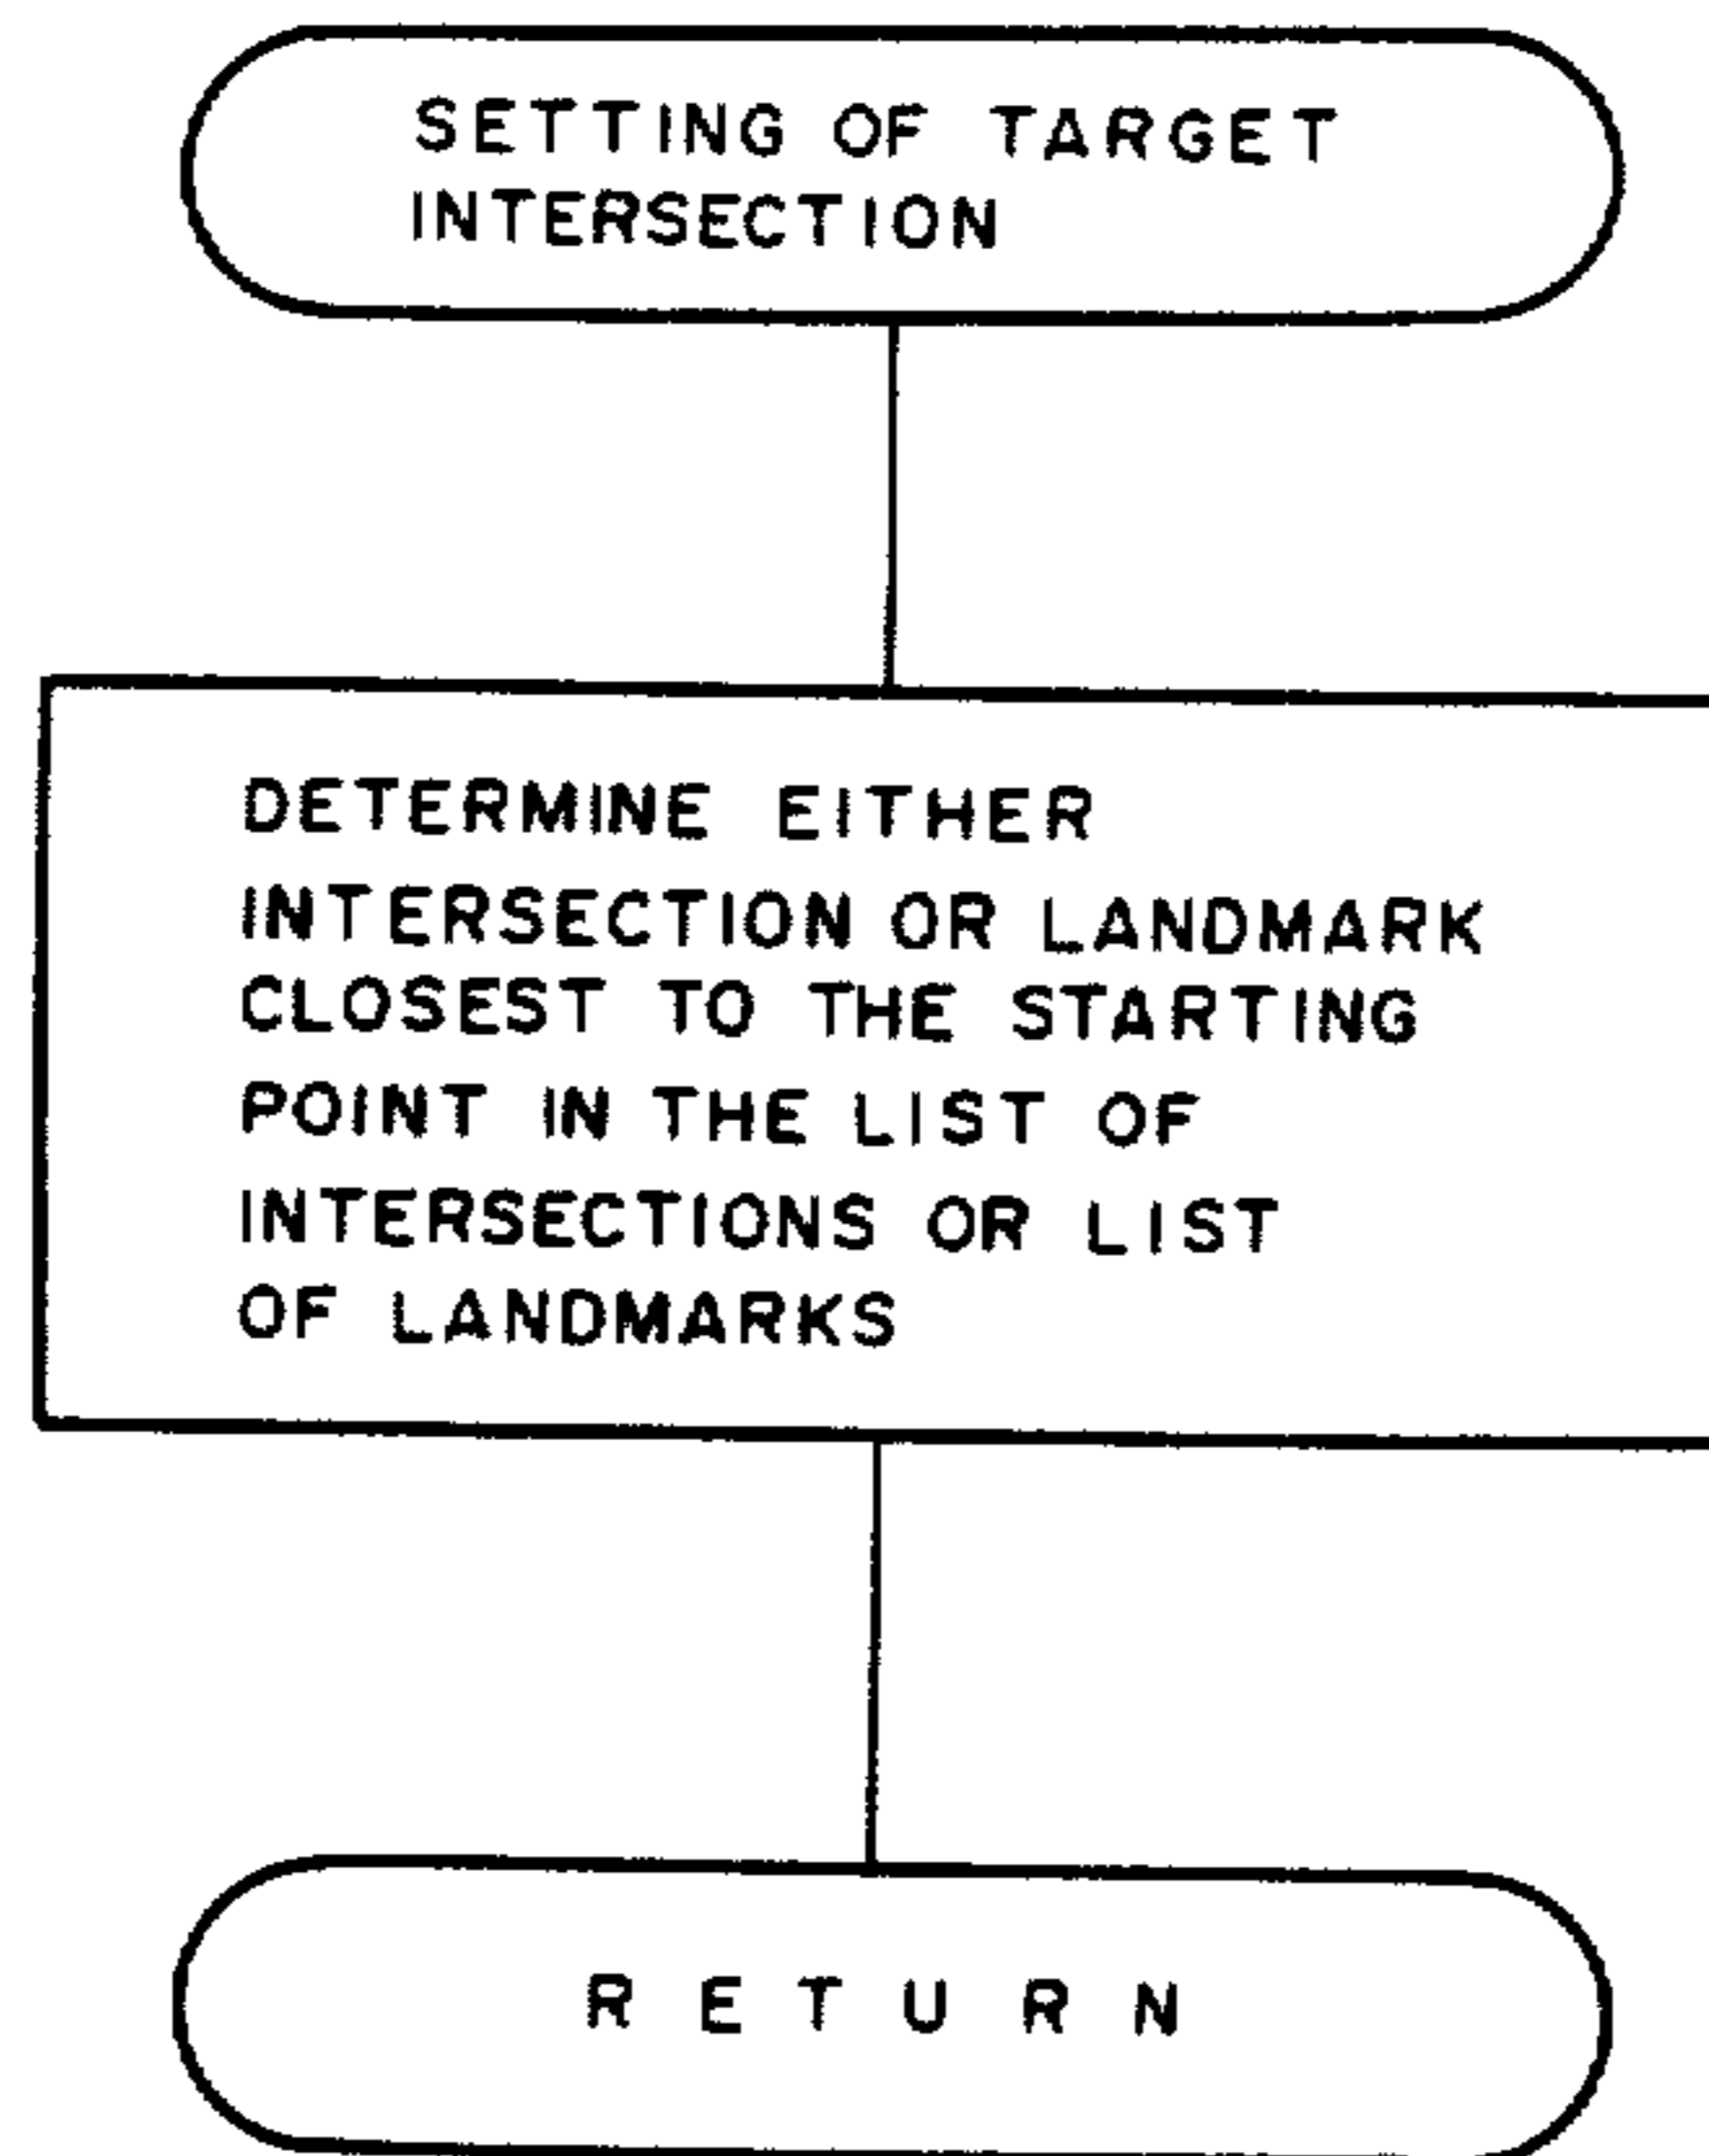 SETTING OF TARGET
INTERSECTION
DETERMINE EITHER
INTERSECTION OR LANDMARK
CLOSEST TO THE STARTING
POINT IN THE LIST OF
INTERSECTIONS OR LIST
OF LANDMARKS
RETURN